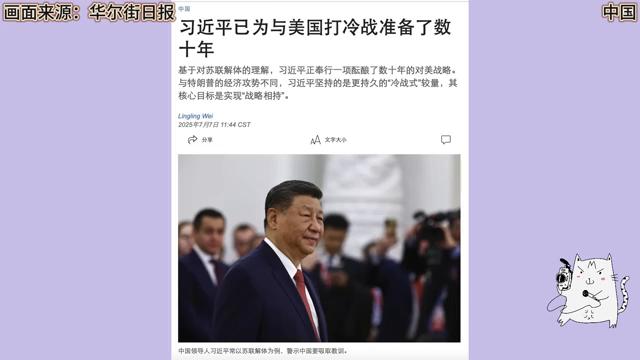 画面来源：华尔街日报
中国
中国
习近平已为与美国打冷战准备了数
十年
基于对苏联解体的理解，习近平正奉行一项酝酿了数十年的对美战略。
与特朗普的经济攻势不同，习近平坚持的是更持久的“冷战式”较量，其
核心目标是实现“战略相持”。
Lingling Wei
2025年7月7日 11:44 CST
分享
AA 文字大小
中国领导人习近平常以苏联解体为例，警示中国要吸取教训。